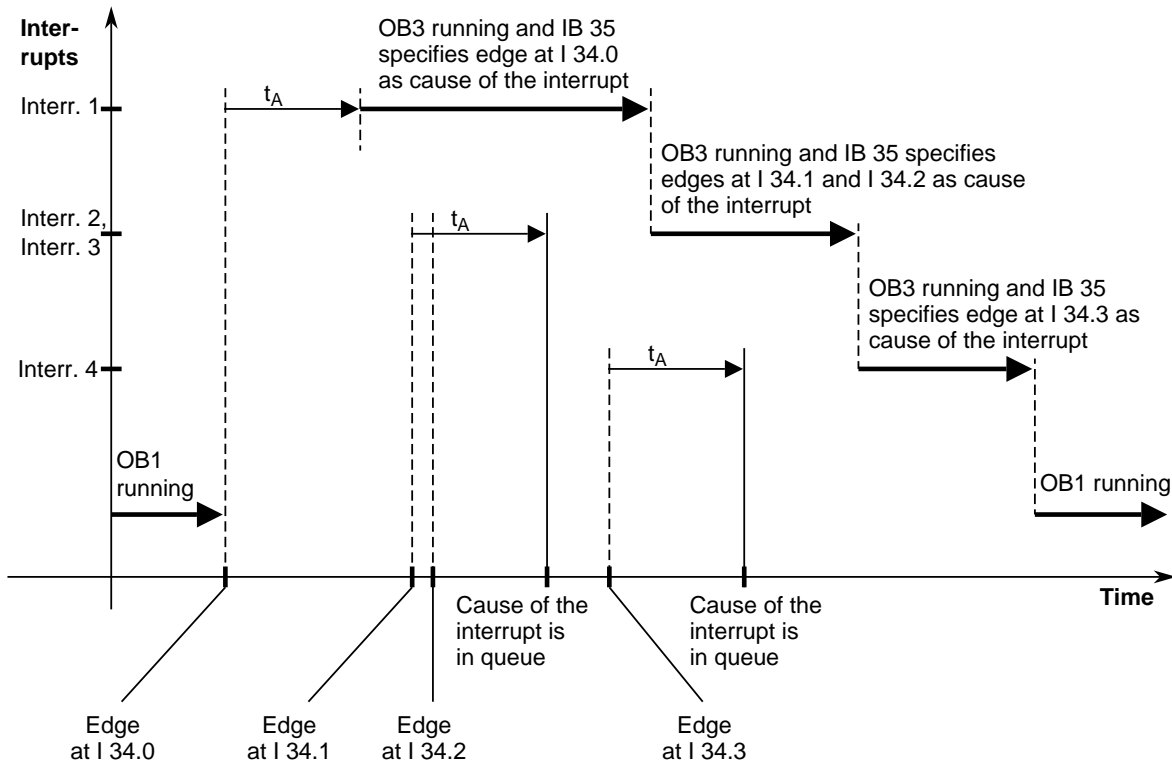 Inter-
rupts
OB3 running and IB 35
specifies edge at I 34.0
as cause of the interrupt
Interr. 1
tA
OB3 running and IB 35 specifies
edges at I 34.1 and I 34.2 as cause
of the interrupt
Interr. 2,
Interr. 3
tA
OB3 running and IB 35
specifies edge at I 34.3 as
cause of the interrupt
Interr. 4
tA
OB1
running
OB1 running
Time
Cause of the
interrupt is
in queue
Cause of the
interrupt is
in queue
Edge
at I 34.0
Edge
at I 34.1
Edge
at I 34.2
Edge
at I 34.3